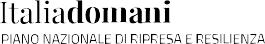 Italiadomani
PIANO NAZIONALE DI RIPRESA E RESILIENZA